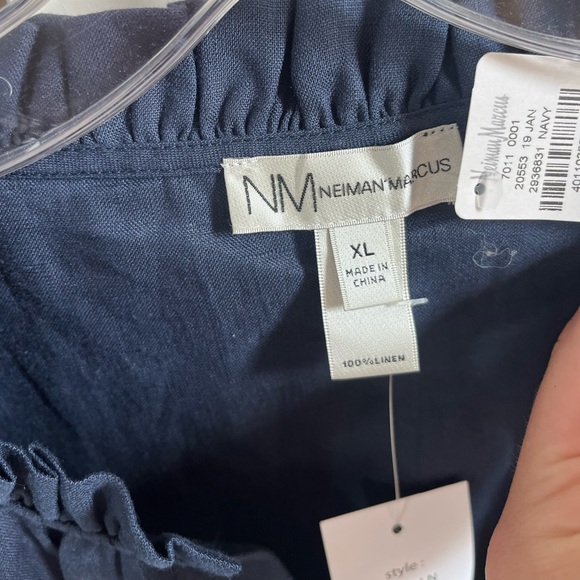 NM NEIMAN MARCUS
XL
MADE IN
CHINA
100% LINEN
Neiman Marcus
7011 0001
20553 19 JAN
2936831 NAVY
style :